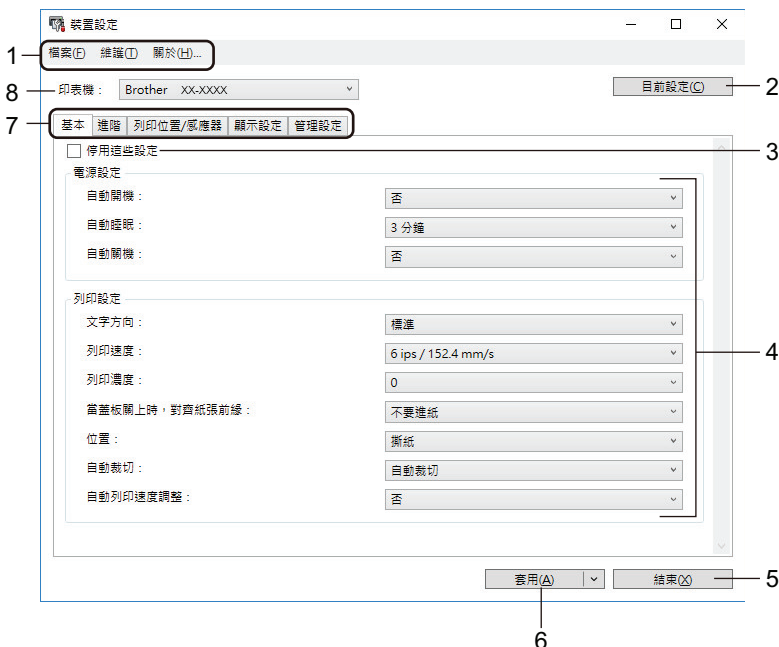 裝置設定
1
檔案(F) 維護(T) 關於(H)...
8
印表機： Brother XX-XXXX
目前設定(C)
2
7
基本 進階 列印位置/感應器 顯示設定 管理設定
停用這些設定
3
電源設定
自動開機： 否
自動睡眠： 3 分鐘
自動關機： 否
列印設定
文字方向： 標準
列印速度： 6 ips / 152.4 mm/s
4
列印濃度： 0
當蓋板關上時，對齊紙張前緣： 不要進紙
位置： 撕紙
自動裁切： 自動裁切
自動列印速度調整： 否
套用(A) 結束(X)
5
6